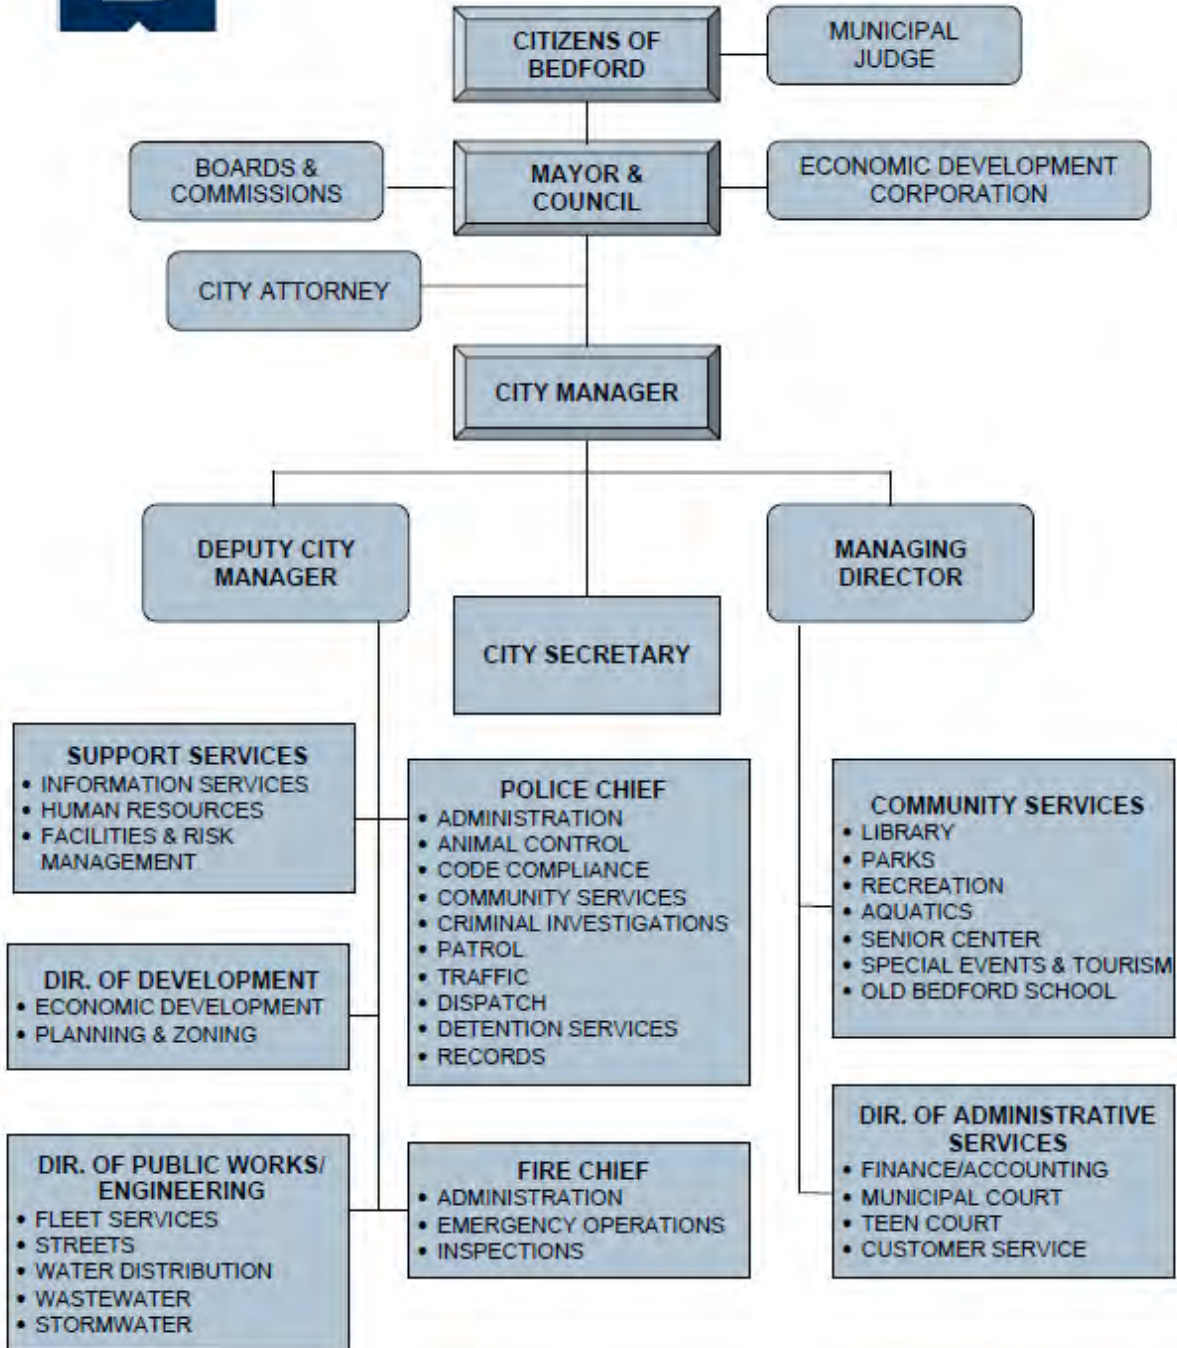 CITIZENS OF
BEDFORD
MUNICIPAL
JUDGE
BOARDS &
COMMISSIONS
MAYOR &
COUNCIL
ECONOMIC DEVELOPMENT
CORPORATION
CITY ATTORNEY
CITY MANAGER
DEPUTY CITY
MANAGER
MANAGING
DIRECTOR
CITY SECRETARY
SUPPORT SERVICES
• INFORMATION SERVICES
• HUMAN RESOURCES
• FACILITIES & RISK
MANAGEMENT
POLICE CHIEF
• ADMINISTRATION
• ANIMAL CONTROL
• CODE COMPLIANCE
• COMMUNITY SERVICES
• CRIMINAL INVESTIGATIONS
• PATROL
• TRAFFIC
• DISPATCH
• DETENTION SERVICES
• RECORDS
COMMUNITY SERVICES
• LIBRARY
• PARKS
• RECREATION
• AQUATICS
• SENIOR CENTER
• SPECIAL EVENTS & TOURISM
• OLD BEDFORD SCHOOL
DIR. OF DEVELOPMENT
• ECONOMIC DEVELOPMENT
• PLANNING & ZONING
DIR. OF PUBLIC WORKS/
ENGINEERING
• FLEET SERVICES
• STREETS
• WATER DISTRIBUTION
• WASTEWATER
• STORMWATER
FIRE CHIEF
• ADMINISTRATION
• EMERGENCY OPERATIONS
• INSPECTIONS
DIR. OF ADMINISTRATIVE
SERVICES
• FINANCE/ACCOUNTING
• MUNICIPAL COURT
• TEEN COURT
• CUSTOMER SERVICE